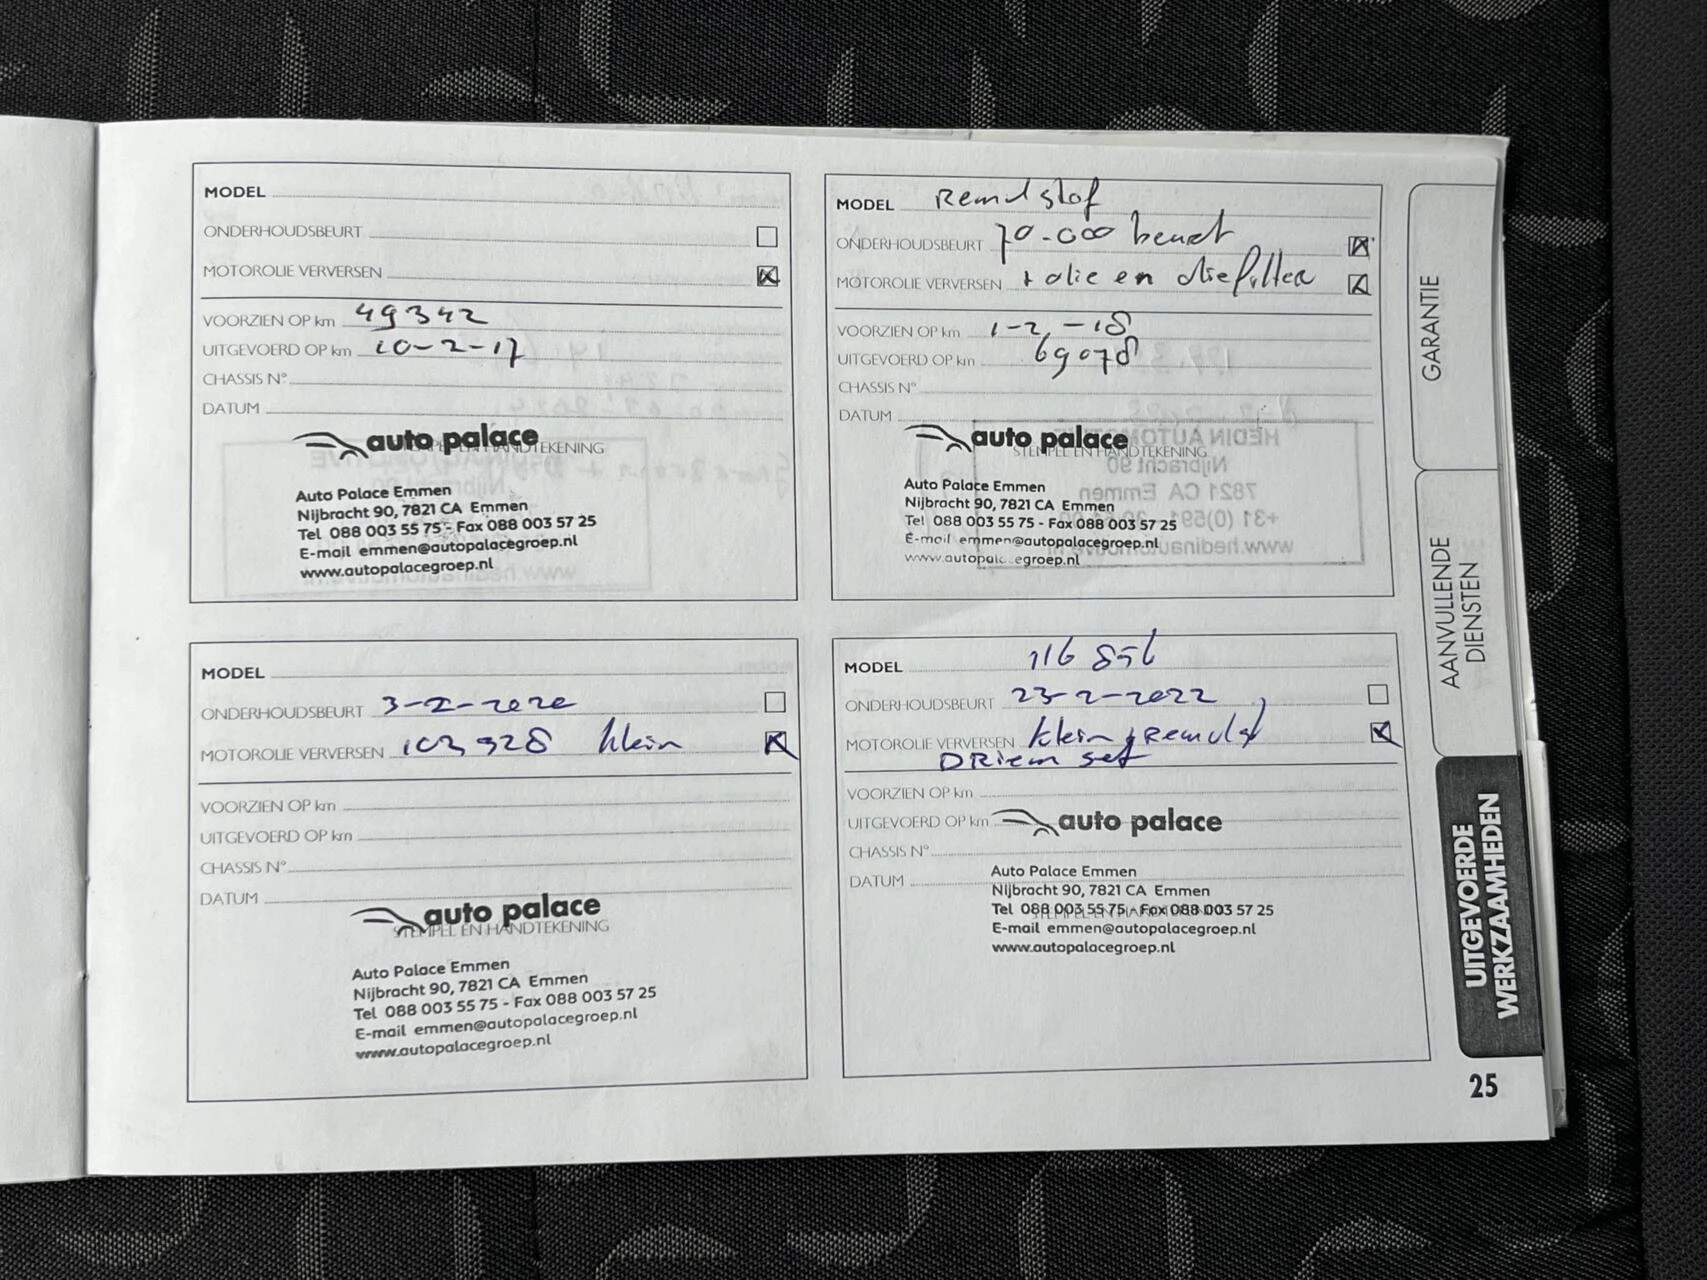 MODEL
ONDERHOUDSBEURT
MOTOROLIE VERVERSEN
VOORZIEN OP km 49342
UITGEVOERD OP km 10-2-17
CHASSIS N°
DATUM
auto palace
STEMPEL EN HANDTEKENING
Auto Palace Emmen
Nijbracht 90, 7821 CA Emmen
Tel 088 003 55 75 - Fax 088 003 57 25
E-mail emmen@autopalacegroep.nl
www.autopalacegroep.nl
MODEL Remvlstof
ONDERHOUDSBEURT 70.000 beurt
MOTOROLIE VERVERSEN + olie en oliefilter
VOORZIEN OP km 1-2-18
UITGEVOERD OP km 69078
CHASSIS N°
DATUM
auto palace
STEMPEL EN HANDTEKENING
Auto Palace Emmen
Nijbracht 90, 7821 CA Emmen
Tel 088 003 55 75 - Fax 088 003 57 25
E-mail emmen@autopalacegroep.nl
www.autopalacegroep.nl
MODEL
ONDERHOUDSBEURT 3-2-2020
MOTOROLIE VERVERSEN 103928 klein
VOORZIEN OP km
UITGEVOERD OP km
CHASSIS N°
DATUM
auto palace
STEMPEL EN HANDTEKENING
Auto Palace Emmen
Nijbracht 90, 7821 CA Emmen
Tel 088 003 55 75 - Fax 088 003 57 25
E-mail emmen@autopalacegroep.nl
www.autopalacegroep.nl
MODEL 116 856
ONDERHOUDSBEURT 23-2-2022
MOTOROLIE VERVERSEN klein + Remvlst
DRiem set
VOORZIEN OP km
UITGEVOERD OP km
auto palace
CHASSIS N°
DATUM
Auto Palace Emmen
Nijbracht 90, 7821 CA Emmen
Tel 088 003 55 75 - Fax 088 003 57 25
E-mail emmen@autopalacegroep.nl
www.autopalacegroep.nl
GARANTIE
AANVULLENDE
DIENSTEN
UITGEVOERDE
WERKZAAMHEDEN
25